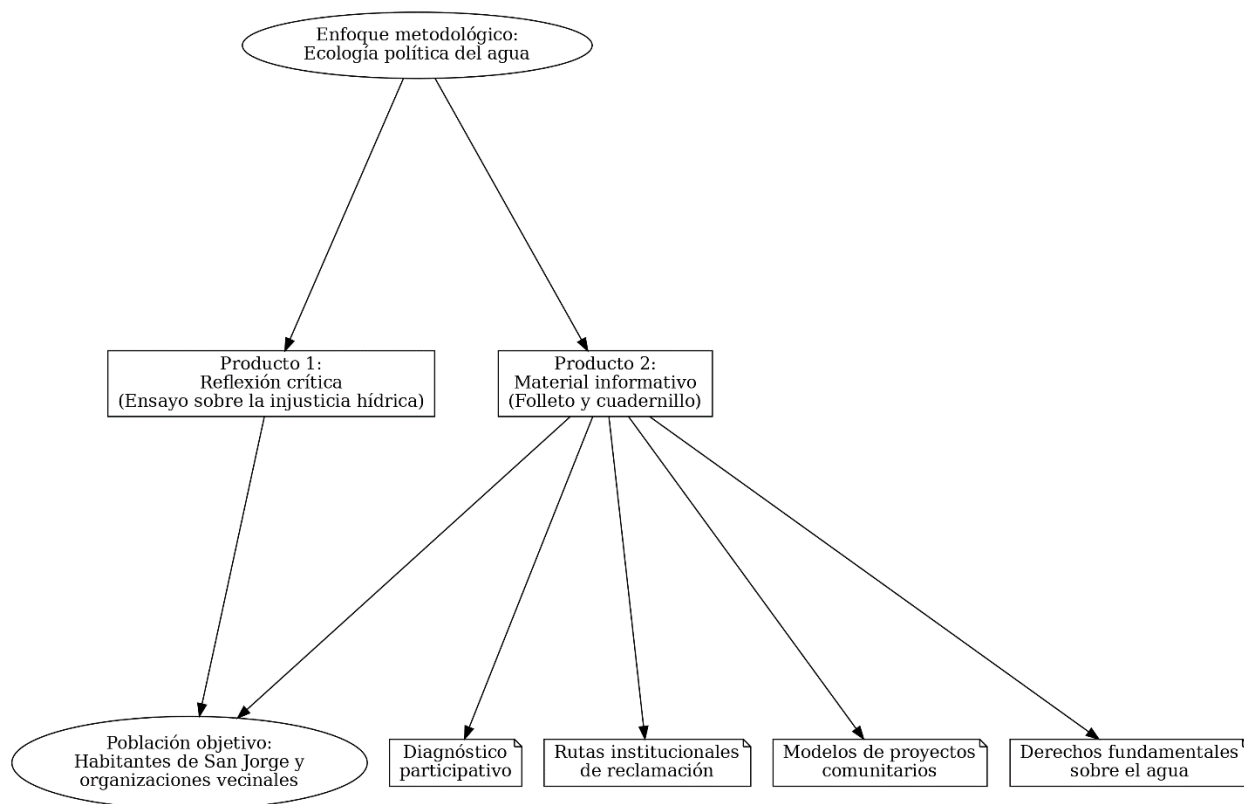 Enfoque metodológico:
Ecología política del agua
Producto 1:
Reflexión crítica
(Ensayo sobre la injusticia hídrica)
Producto 2:
Material informativo
(Folleto y cuadernillo)
Población objetivo:
Habitantes de San Jorge y
organizaciones vecinales
Diagnóstico
participativo
Rutas institucionales
de reclamación
Modelos de proyectos
comunitarios
Derechos fundamentales
sobre el agua